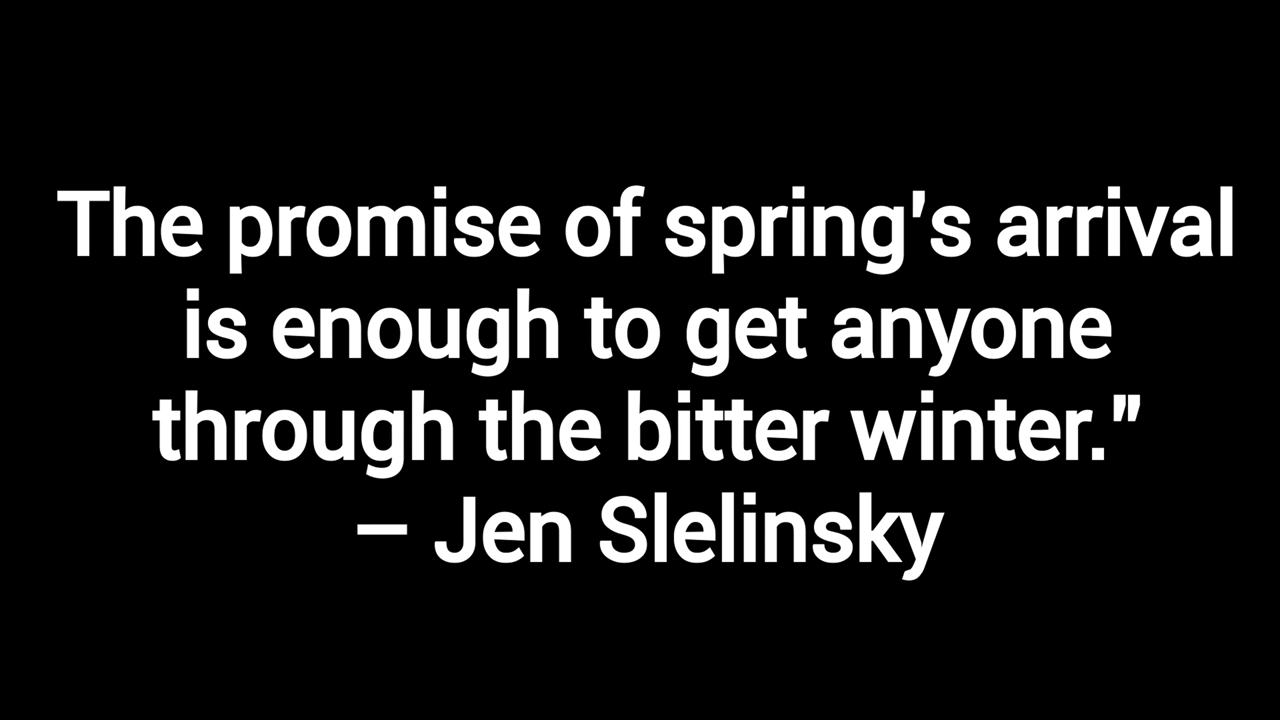 The promise of spring's arrival
is enough to get anyone
through the bitter winter."
– Jen Slelinsky